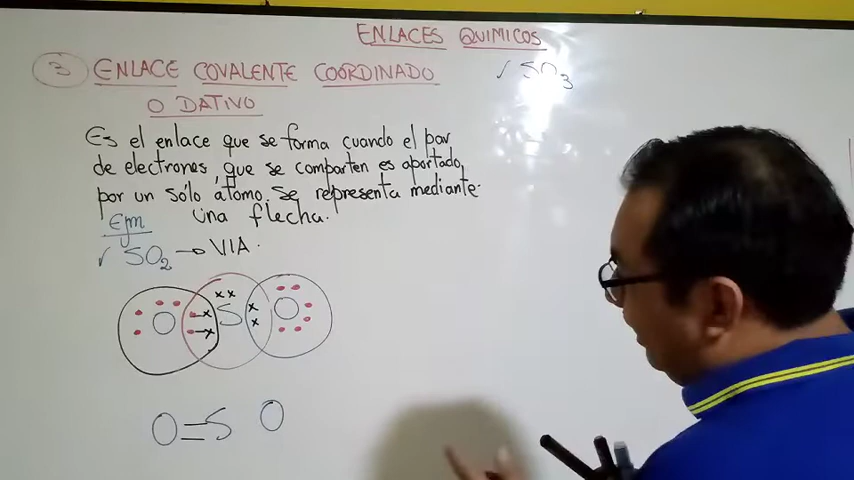 ENLACES QUIMICOS
3 ENLACE COVALENTE COORDINADO
O DATIVO
✓ SO3
Es el enlace que se forma cuando el par
de electrones, que se comparten es aportado
por un sólo átomo. Se representa mediante
una flecha.
Ejm
✓ SO2 → VIA.
O S O
O=S O